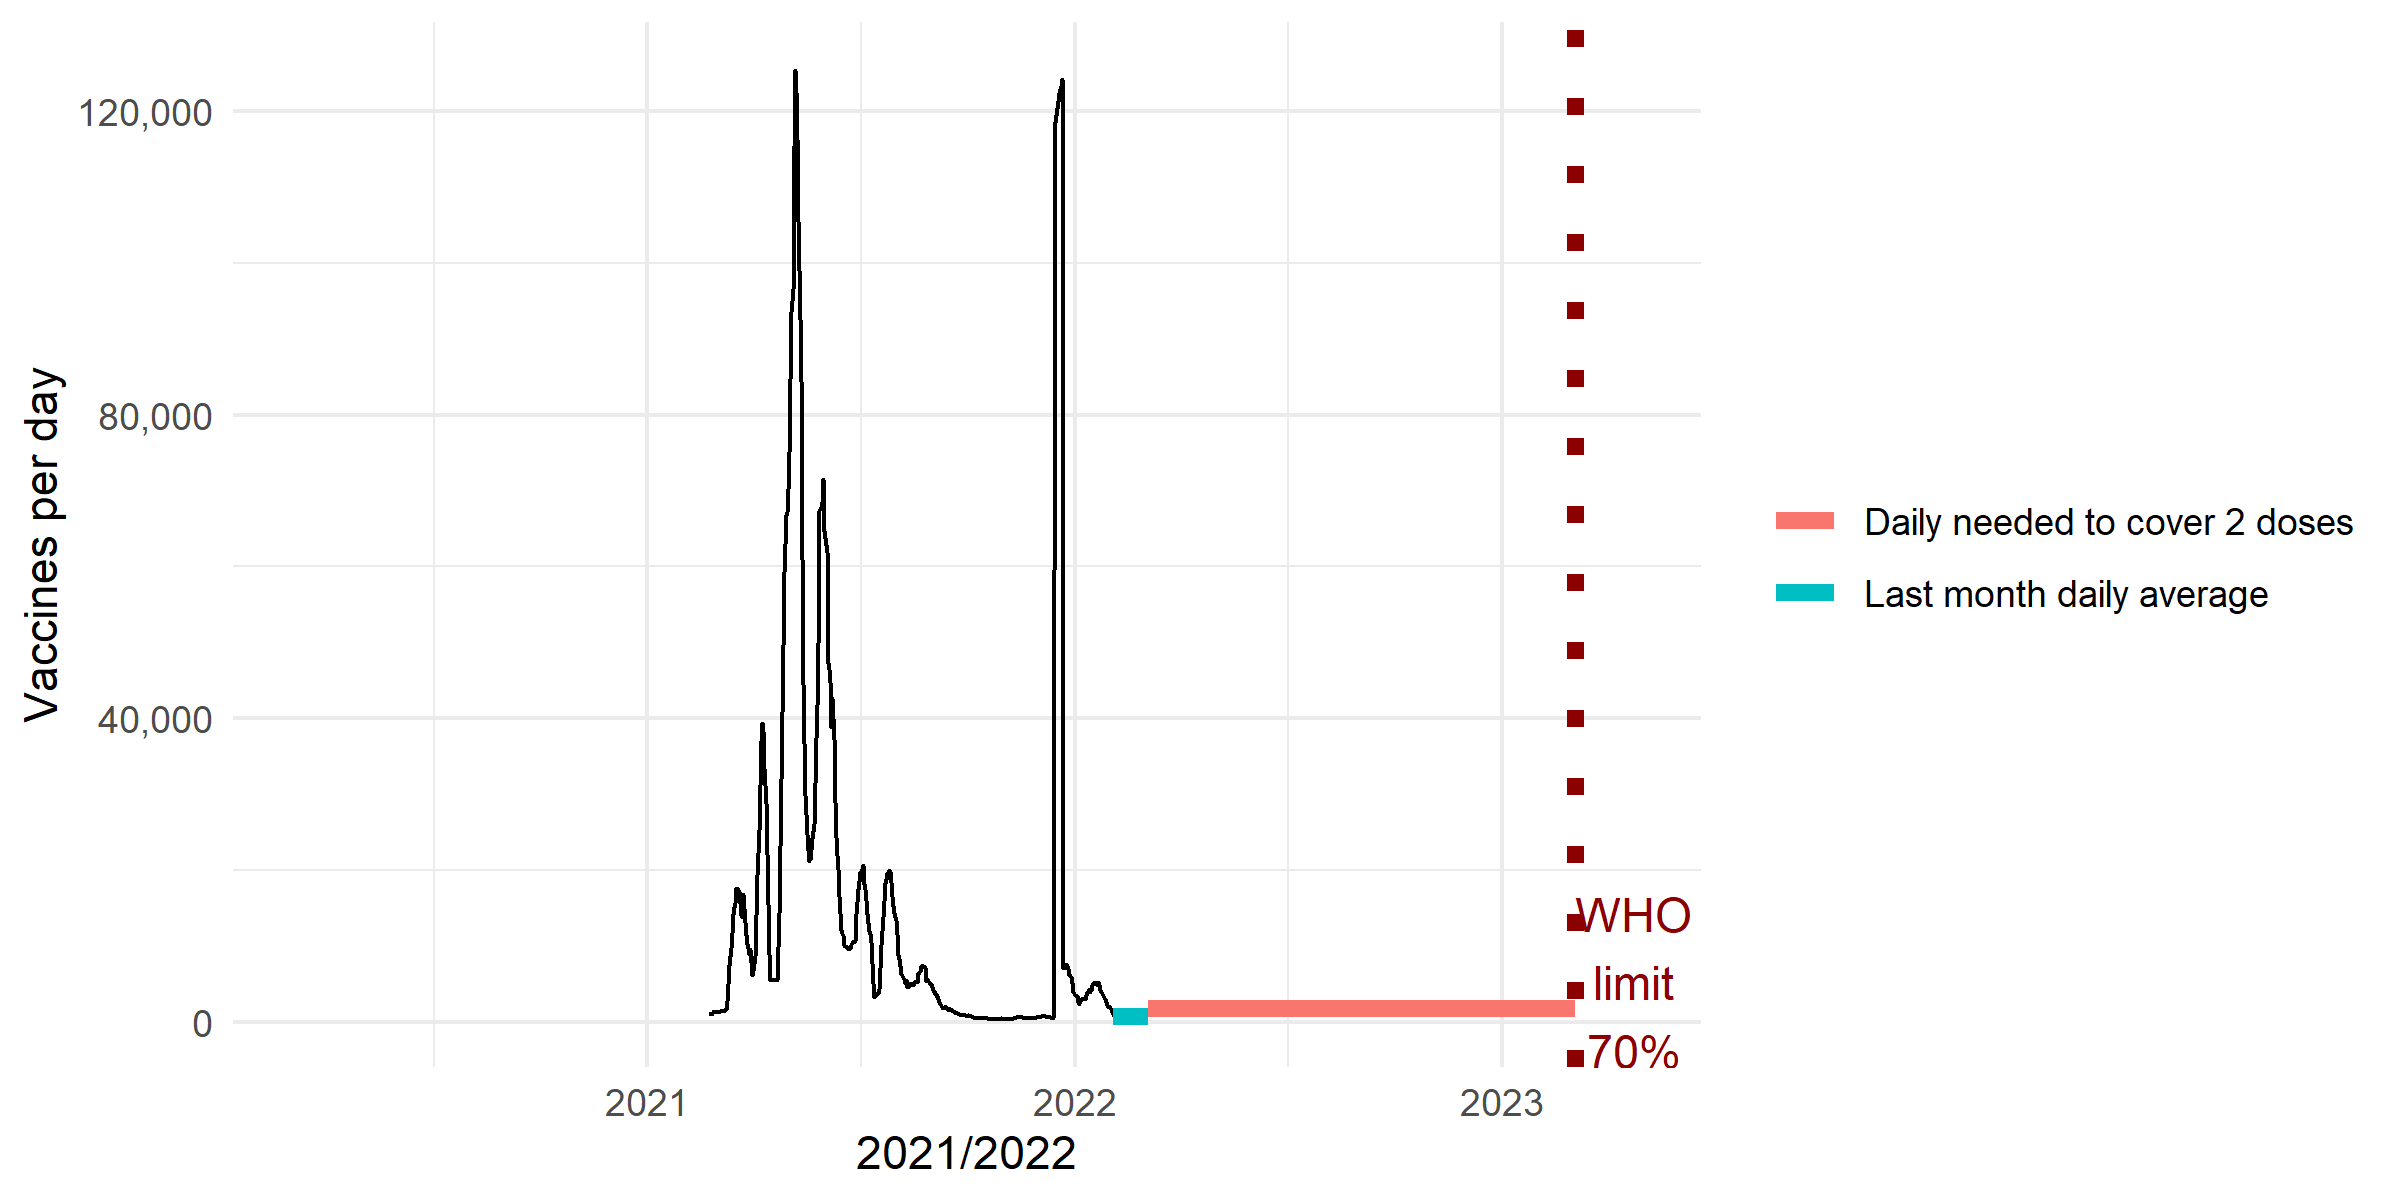 120,000
80,000
40,000
0
Vaccines per day
2021
2022
2023
2021/2022
WHO
limit
70%
Daily needed to cover 2 doses
Last month daily average